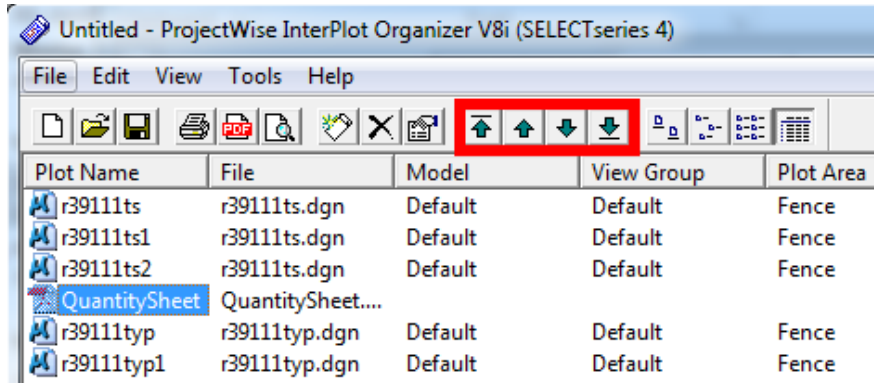 Untitled - ProjectWise InterPlot Organizer V8i (SELECTseries 4)
File Edit View Tools Help
PDF
Plot Name File Model View Group Plot Area
r39111ts r39111ts.dgn Default Default Fence
r39111ts1 r39111ts.dgn Default Default Fence
r39111ts2 r39111ts.dgn Default Default Fence
QuantitySheet QuantitySheet....
r39111typ r39111typ.dgn Default Default Fence
r39111typ1 r39111typ.dgn Default Default Fence